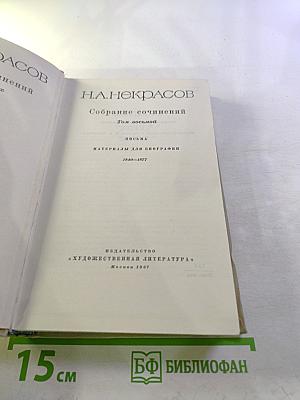 РАСОВ
инений
Н.А.НЕКРАСОВ
Собрание сочинений
Том восьмой
ПИСЬМА
МАТЕРИАЛЫ ДЛЯ БИОГРАФИИ
1840—1877
ИЗДАТЕЛЬСТВО
«ХУДОЖЕСТВЕННАЯ ЛИТЕРАТУРА»
Москва 1967
15 см
БФ БИБЛИОФАН